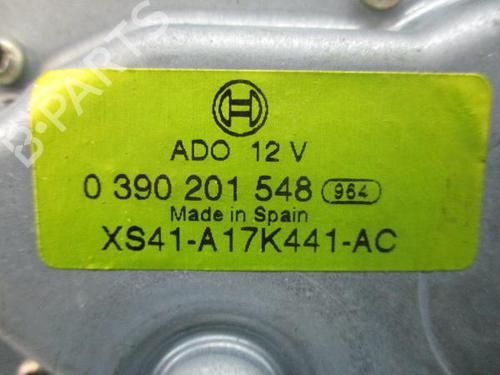 B-PARTS
ADO 12 V
0 390 201 548 964
Made in Spain
XS41-A17K441-AC